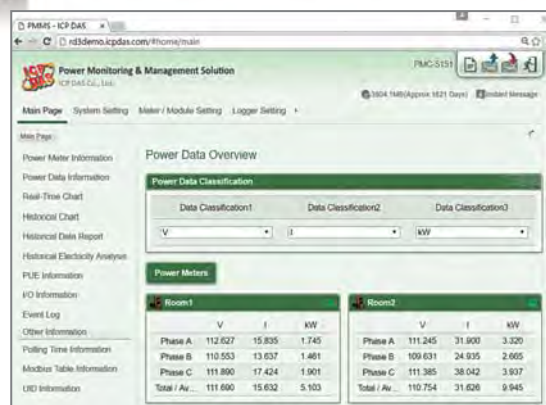 PMMS - ICP DAS
rd3demo.icpdas.com/#home/main
ICP DAS
Power Monitoring & Management Solution
ICP DAS Co., Ltd.
PMC-5151
Instant Message
Main Page System Setting Meter / Module Setting Logger Setting
Main Page
Power Meter Information
Power Data Information
Real-Time Chart
Historical Chart
Historical Data Report
Historical Electricity Analysis
PUE Information
I/O Information
Event Log
Other Information
Polling Time Information
Modbus Table Information
UID Information
Power Data Overview
Power Data Classification
Data Classification1 Data Classification2 Data Classification3
V I kW
Power Meters
Room1
V I kW
Phase A 112.627 15.835 1.745
Phase B 110.553 13.637 1.461
Phase C 111.890 17.424 1.901
Total / Av... 111.690 15.632 5.103
Room2
V I kW
Phase A 111.245 31.900 3.320
Phase B 109.631 24.935 2.665
Phase C 111.385 38.042 3.937
Total / Av... 110.754 31.626 9.945